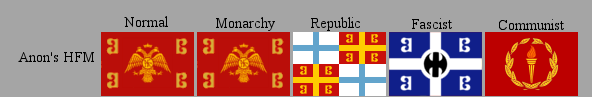 Normal
Monarchy
Republic
Fascist
Communist
Anon's HFM